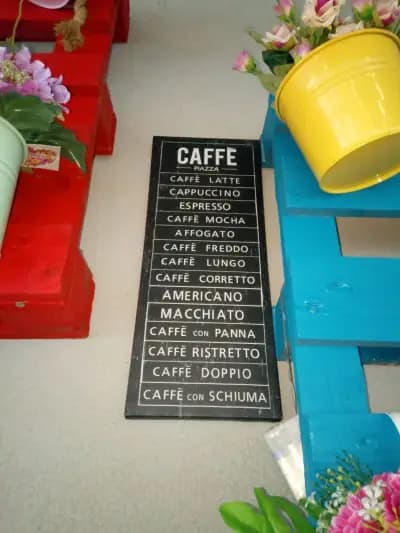 CAFFÈ
PIAZZA
CAFFÈ LATTE
CAPPUCCINO
ESPRESSO
CAFFÈ MOCHA
AFFOGATO
CAFFÈ FREDDO
CAFFÈ LUNGO
CAFFÈ CORRETTO
AMERICANO
MACCHIATO
CAFFÈ CON PANNA
CAFFÈ RISTRETTO
CAFFÈ DOPPIO
CAFFÈ CON SCHIUMA